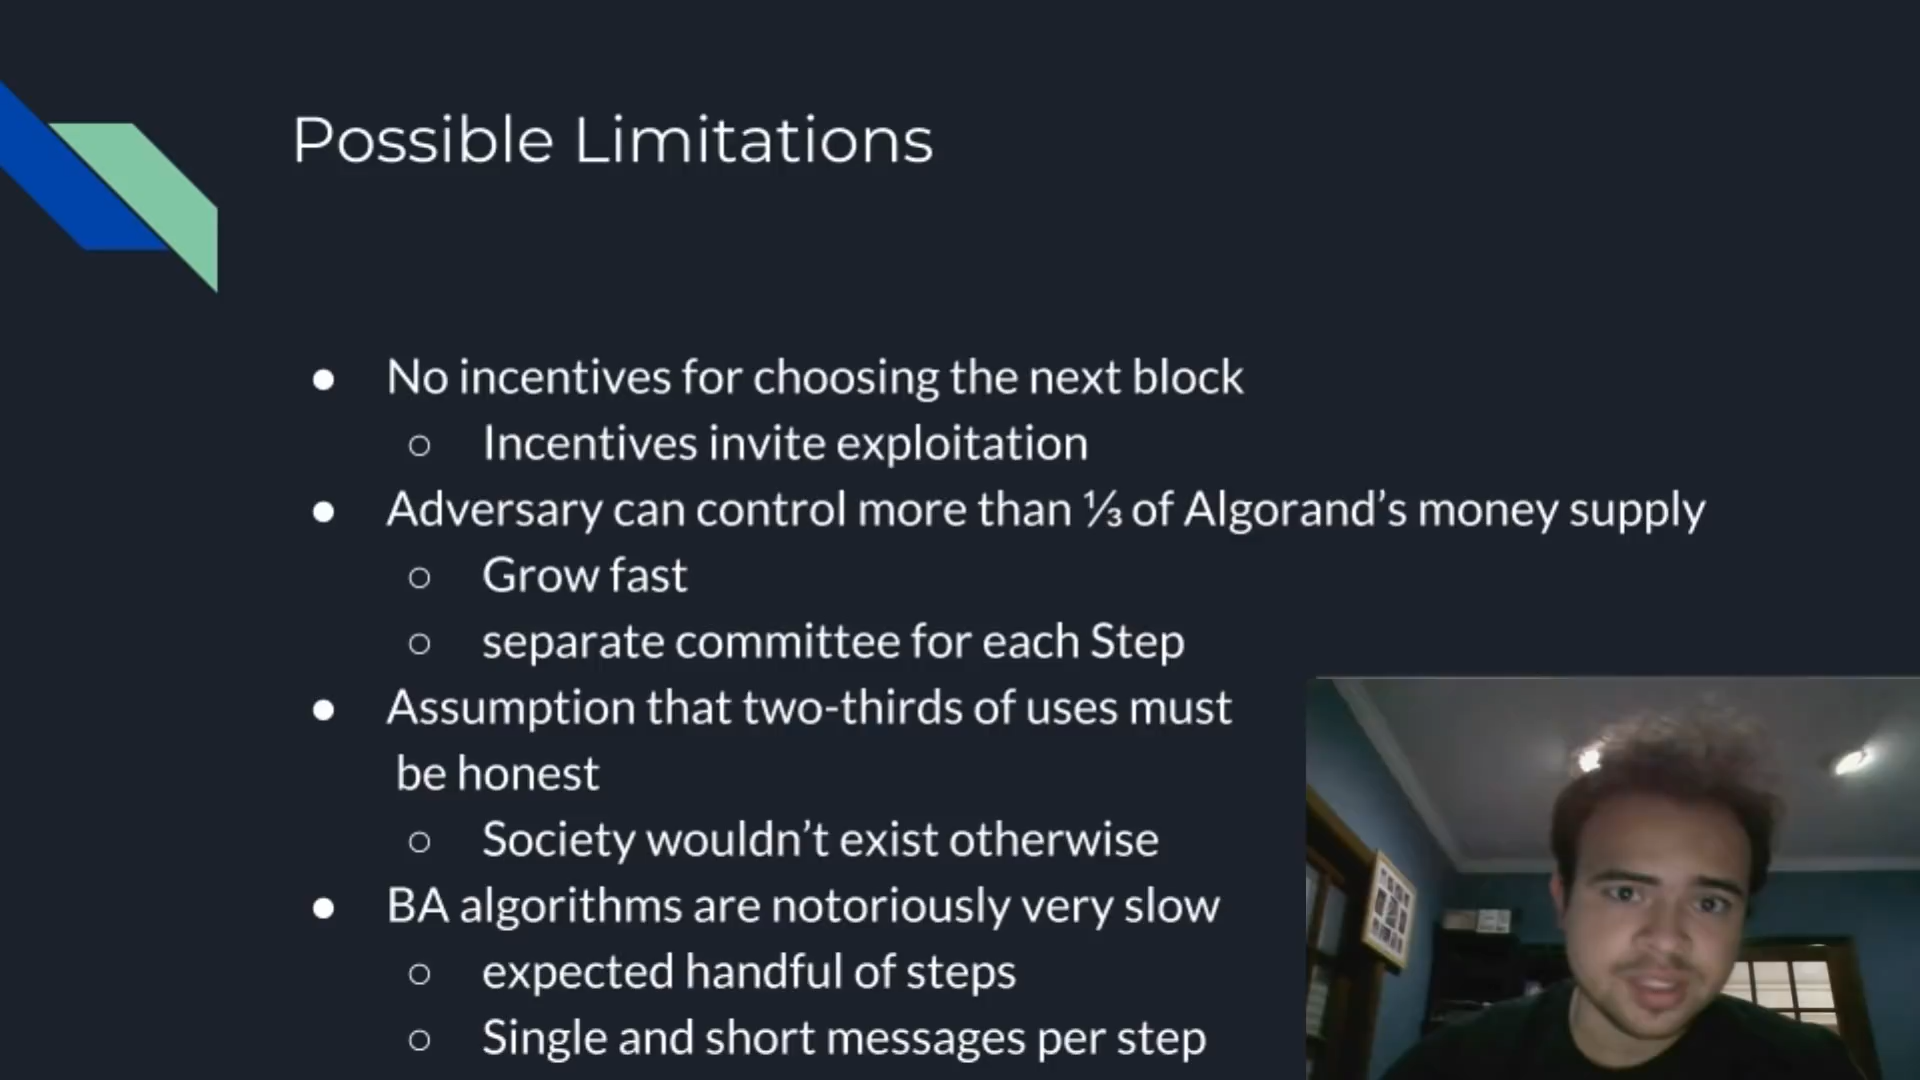 Possible Limitations
● No incentives for choosing the next block
○ Incentives invite exploitation
● Adversary can control more than ⅓ of Algorand’s money supply
○ Grow fast
○ separate committee for each Step
● Assumption that two-thirds of uses must
be honest
○ Society wouldn’t exist otherwise
● BA algorithms are notoriously very slow
○ expected handful of steps
○ Single and short messages per step